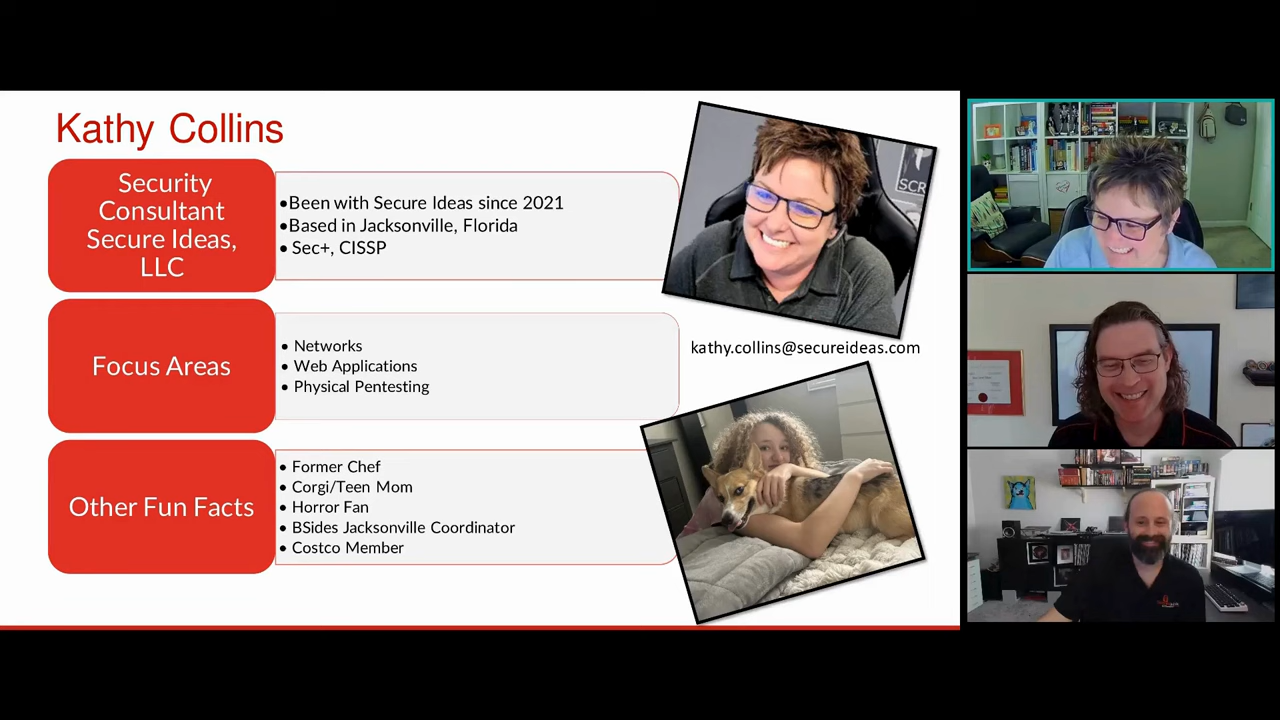 Kathy Collins
Security
Consultant
Secure Ideas,
LLC
•Been with Secure Ideas since 2021
•Based in Jacksonville, Florida
• Sec+, CISSP
SCR
kathy.collins@secureideas.com
Focus Areas
• Networks
• Web Applications
• Physical Pentesting
Other Fun Facts
• Former Chef
• Corgi/Teen Mom
• Horror Fan
• BSides Jacksonville Coordinator
• Costco Member